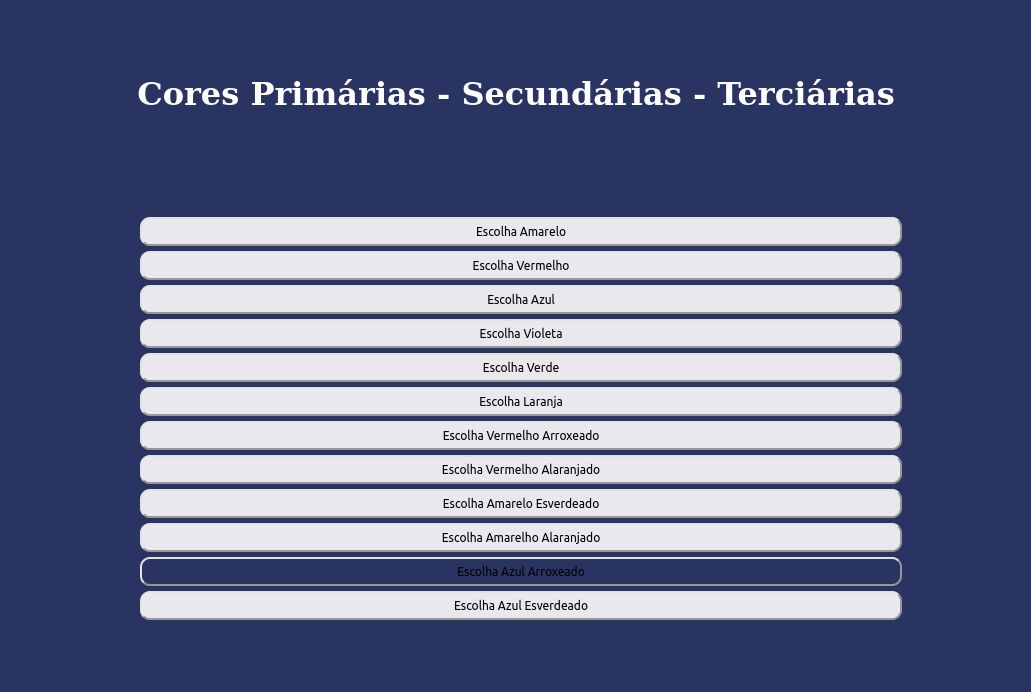 Cores Primárias - Secundárias - Terciárias
Escolha Amarelo
Escolha Vermelho
Escolha Azul
Escolha Violeta
Escolha Verde
Escolha Laranja
Escolha Vermelho Arroxeado
Escolha Vermelho Alaranjado
Escolha Amarelo Esverdeado
Escolha Amarelho Alaranjado
Escolha Azul Arroxeado
Escolha Azul Esverdeado